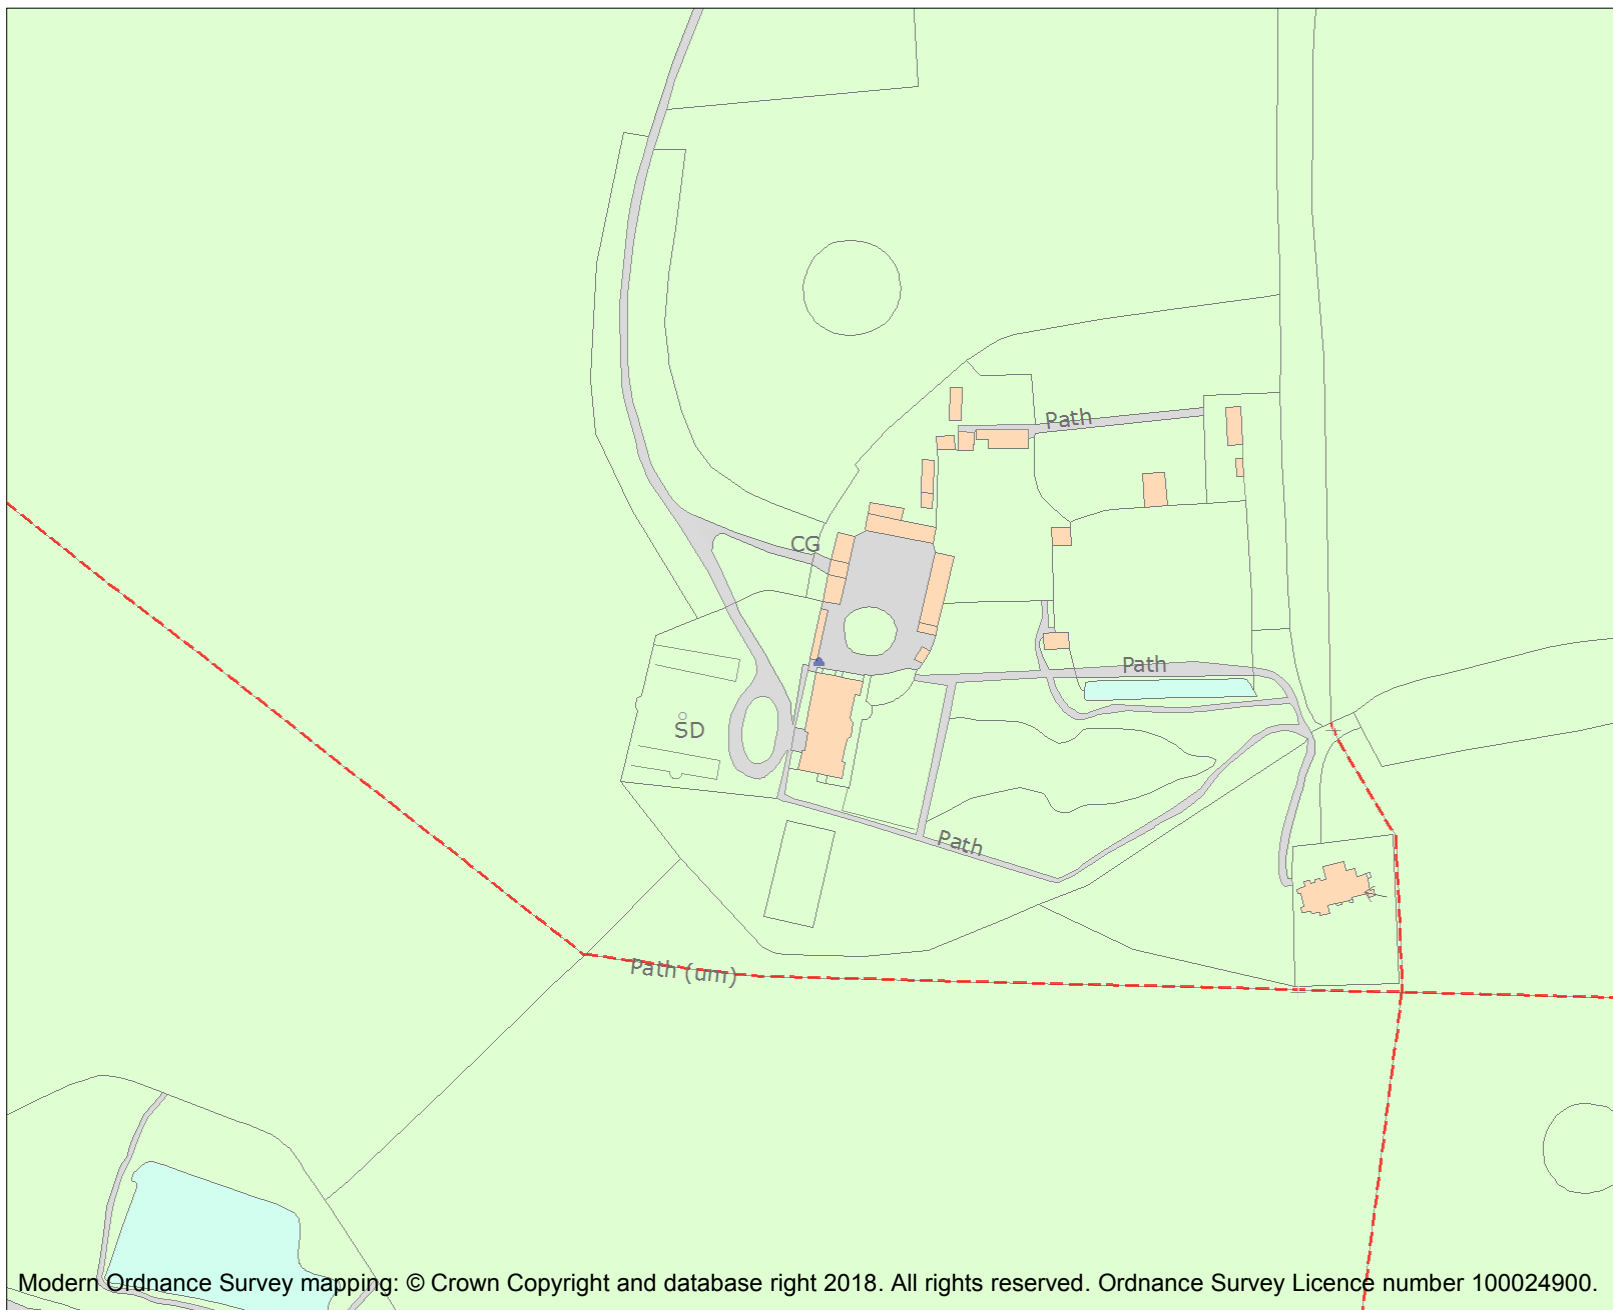 Path
CG
Path
SD
Path
Path (um)
Modern Ordnance Survey mapping: © Crown Copyright and database right 2018. All rights reserved. Ordnance Survey Licence number 100024900.